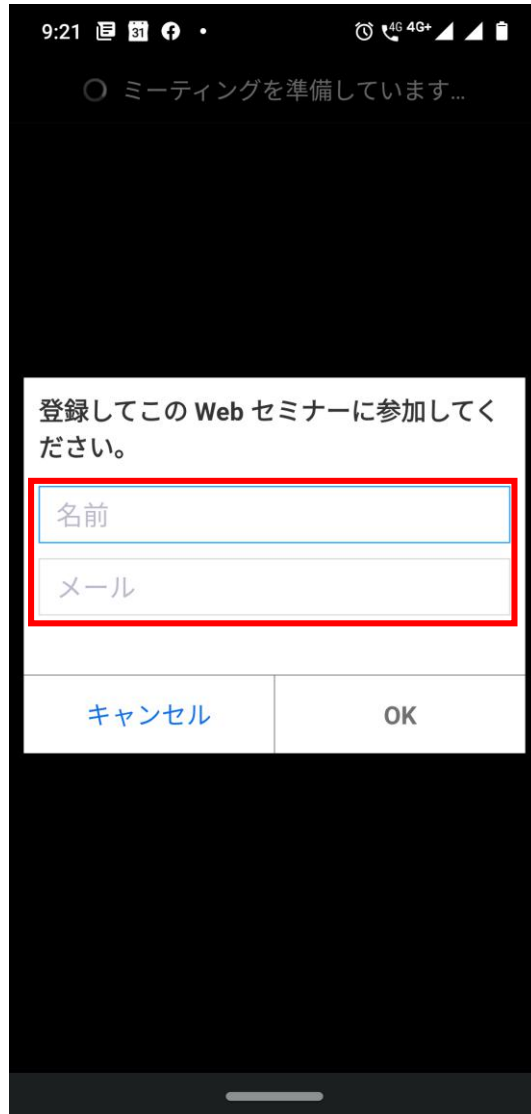 9:21 31 4G 4G+
ミーティングを準備しています...
登録してこの Web セミナーに参加してく
ださい。
名前
メール
キャンセル OK